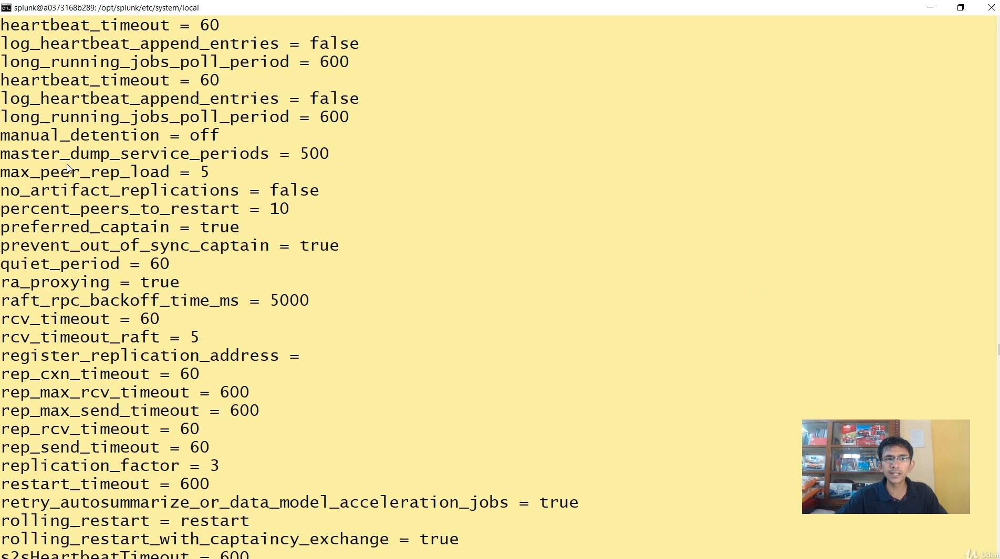 splunk@a0373168b289: /opt/splunk/etc/system/local
heartbeat_timeout = 60
log_heartbeat_append_entries = false
long_running_jobs_poll_period = 600
heartbeat_timeout = 60
log_heartbeat_append_entries = false
long_running_jobs_poll_period = 600
manual_detention = off
master_dump_service_periods = 500
max_peer_rep_load = 5
no_artifact_replications = false
percent_peers_to_restart = 10
preferred_captain = true
prevent_out_of_sync_captain = true
quiet_period = 60
ra_proxying = true
raft_rpc_backoff_time_ms = 5000
rcv_timeout = 60
rcv_timeout_raft = 5
register_replication_address =
rep_cxn_timeout = 60
rep_max_rcv_timeout = 600
rep_max_send_timeout = 600
rep_rcv_timeout = 60
rep_send_timeout = 60
replication_factor = 3
restart_timeout = 600
retry_autosummarize_or_data_model_acceleration_jobs = true
rolling_restart = restart
rolling_restart_with_captaincy_exchange = true
s2sHeartbeatTimeout = 600
Udem